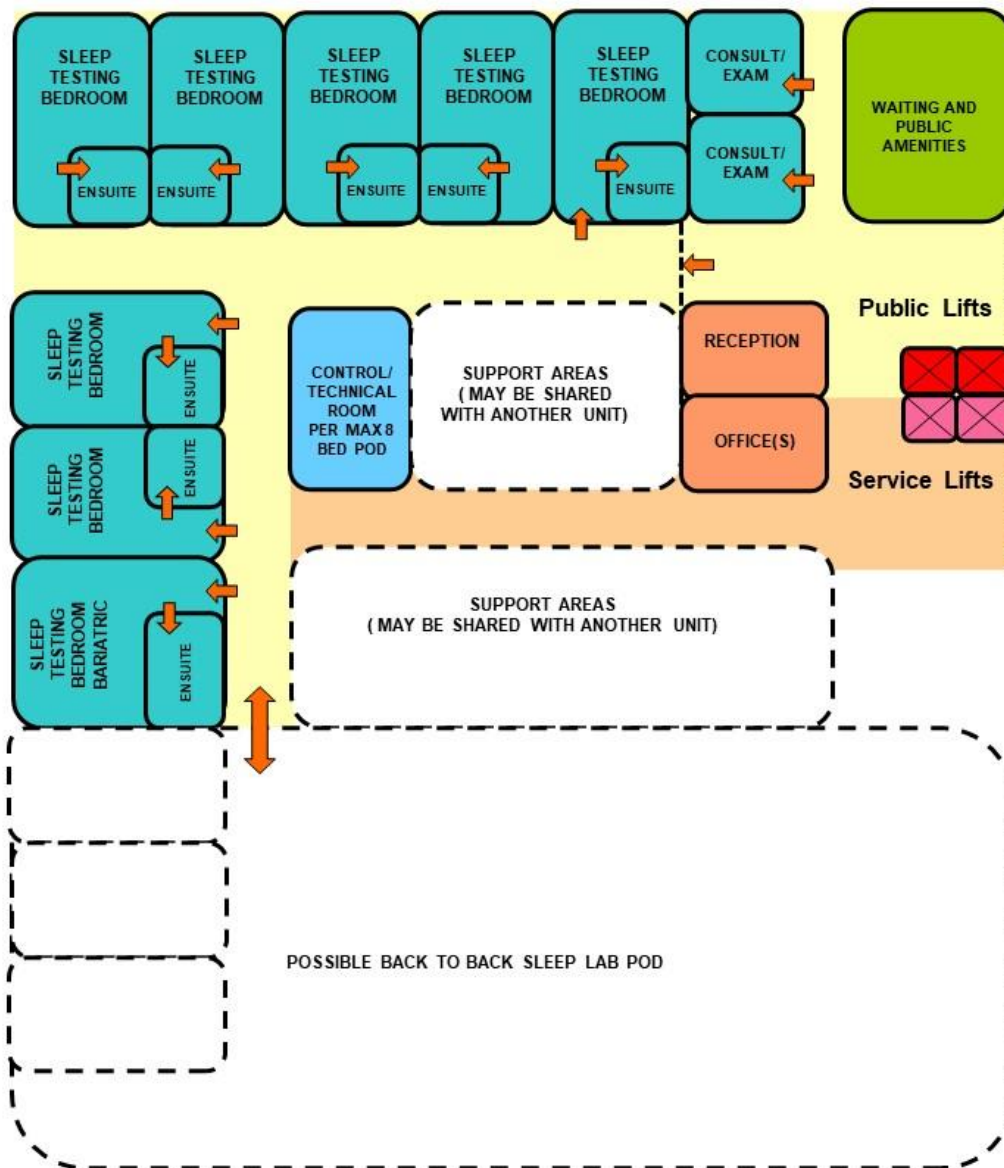 SLEEP
TESTING
BEDROOM
ENSUITE
SLEEP
TESTING
BEDROOM
ENSUITE
SLEEP
TESTING
BEDROOM
ENSUITE
SLEEP
TESTING
BEDROOM
ENSUITE
SLEEP
TESTING
BEDROOM
ENSUITE
CONSULT/
EXAM
CONSULT/
EXAM
WAITING AND
PUBLIC
AMENITIES
SLEEP
TESTING
BEDROOM
ENSUITE
SLEEP
TESTING
BEDROOM
ENSUITE
SLEEP
TESTING
BEDROOM
BARIATRIC
ENSUITE
CONTROL/
TECHNICAL
ROOM
PER MAX 8
BED POD
SUPPORT AREAS
( MAY BE SHARED
WITH ANOTHER UNIT)
RECEPTION
OFFICE(S)
Public Lifts
Service Lifts
SUPPORT AREAS
( MAY BE SHARED WITH ANOTHER UNIT)
POSSIBLE BACK TO BACK SLEEP LAB POD